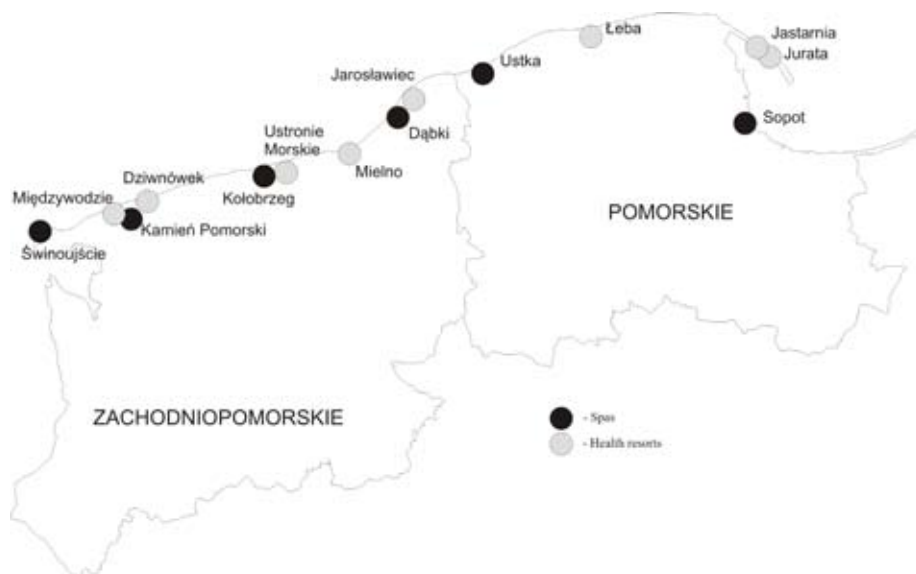 Łeba
Jastarnia
Jurata
Ustka
Jarosławiec
Sopot
Dąbki
Ustronie
Morskie
Mielno
Dziwnówek
Kołobrzeg
Międzywodzie
Kamień Pomorski
Świnoujście
POMORSKIE
ZACHODNIOPOMORSKIE
- Spas
- Health resorts